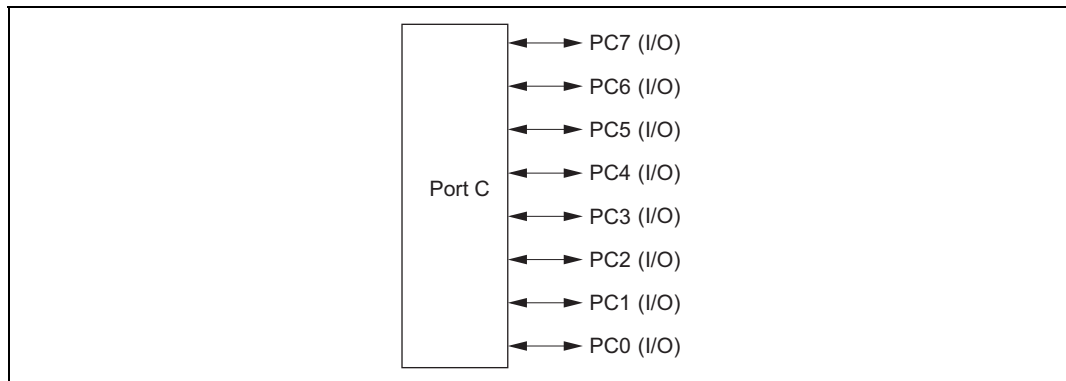 PC7 (I/O)
PC6 (I/O)
PC5 (I/O)
PC4 (I/O)
Port C
PC3 (I/O)
PC2 (I/O)
PC1 (I/O)
PC0 (I/O)